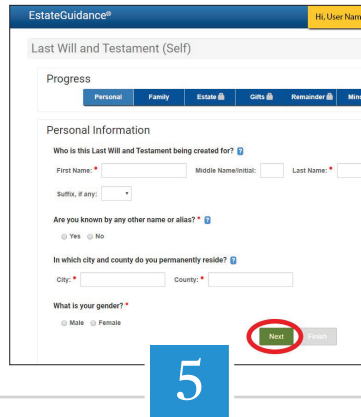 EstateGuidance®
Hi, User Nam
Last Will and Testament (Self)
Progress
Personal Family Estate Gifts Remainder Mino
Personal Information
Who is this Last Will and Testament being created for? ?
First Name: * Middle Name/Initial: Last Name: *
Suffix, if any:
Are you known by any other name or alias? * ?
Yes No
In which city and county do you permanently reside? ?
City: * County: *
What is your gender? *
Male Female
Next Finish
5